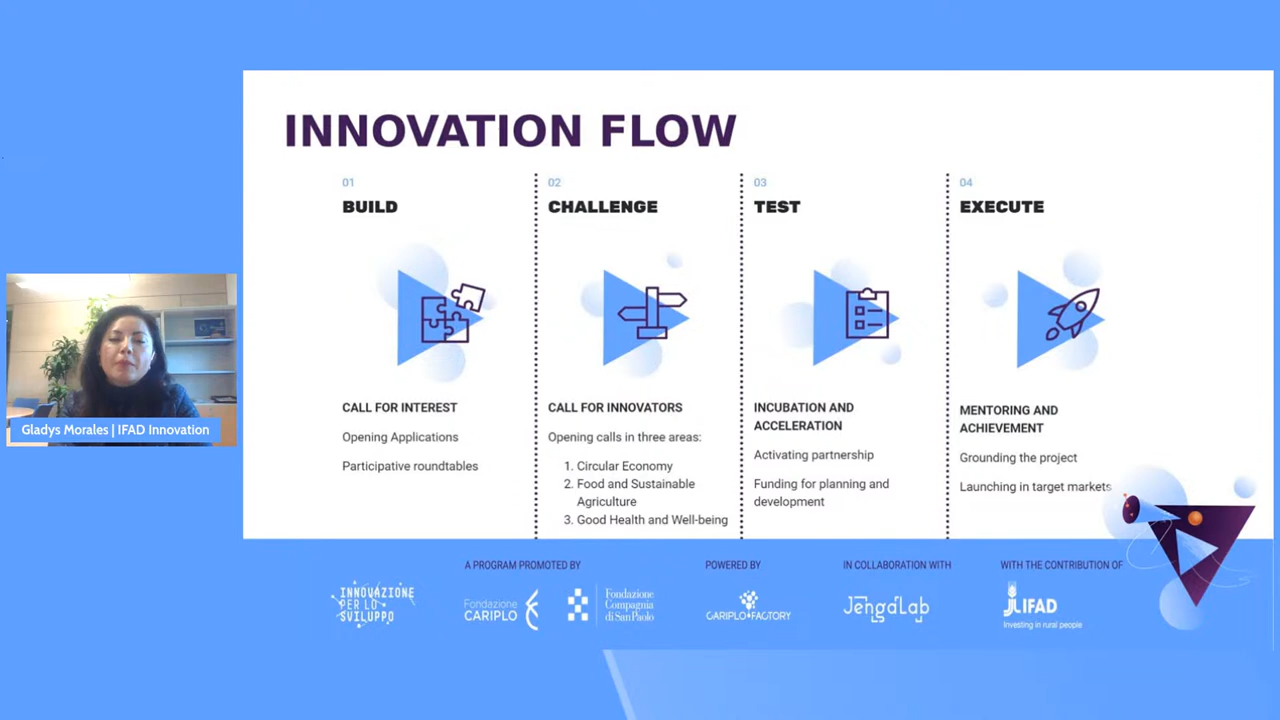 INNOVATION FLOW
01
BUILD
CALL FOR INTEREST
Opening Applications
Participative roundtables
02
CHALLENGE
CALL FOR INNOVATORS
Opening calls in three areas:
1. Circular Economy
2. Food and Sustainable
Agriculture
3. Good Health and Well-being
03
TEST
INCUBATION AND
ACCELERATION
Activating partnership
Funding for planning and
development
04
EXECUTE
MENTORING AND
ACHIEVEMENT
Grounding the project
Launching in target markets
Gladys Morales | IFAD Innovation
INNOVAZIONE
PER LO
SVILUPPO
A PROGRAM PROMOTED BY
Fondazione
CARIPLO
Fondazione
Compagnia
di SanPaolo
POWERED BY
CARIPLO FACTORY
IN COLLABORATION WITH
JengaLab
WITH THE CONTRIBUTION OF
JLIFAD
Investing in rural people